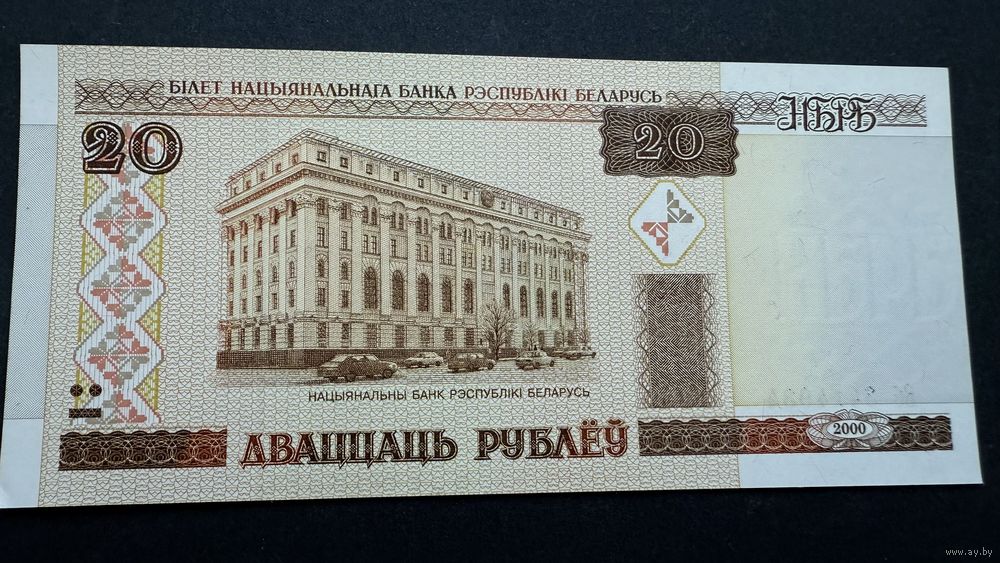 БІЛЕТ НАЦЫЯНАЛЬНАГА БАНКА РЭСПУБЛІКІ БЕЛАРУСЬ
НБРБ
20
20
НАЦЫЯНАЛЬНЫ БАНК РЭСПУБЛІКІ БЕЛАРУСЬ
ДВАЦЦАЦЬ РУБЛЁЎ
2000
www.ay.by